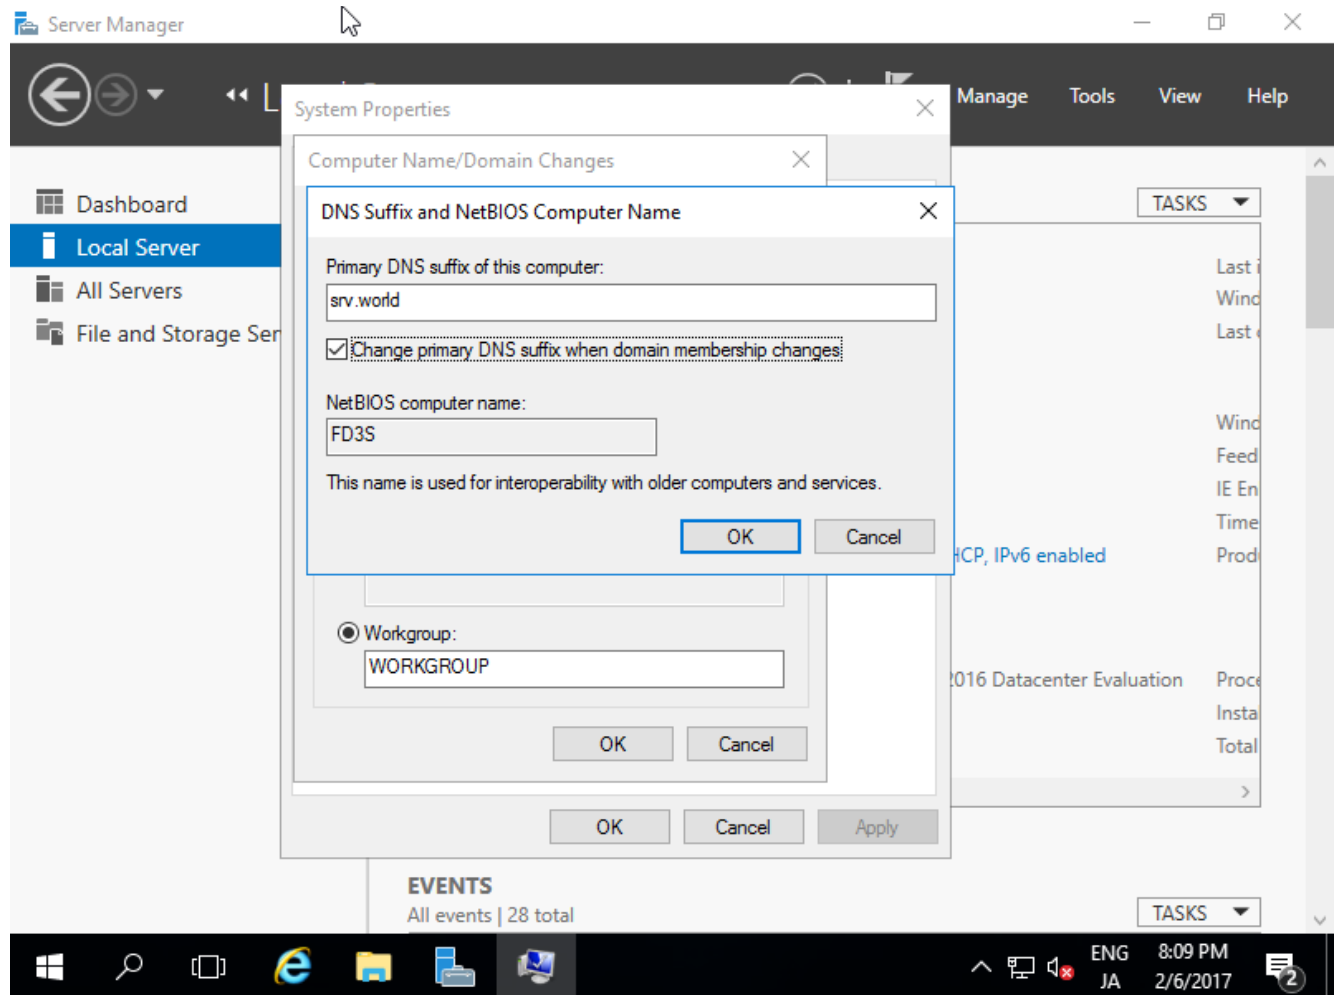 Server Manager
Manage Tools View Help
System Properties
Computer Name/Domain Changes
Dashboard
Local Server
All Servers
File and Storage Ser
TASKS
DNS Suffix and NetBIOS Computer Name
Primary DNS suffix of this computer:
srv.world
Change primary DNS suffix when domain membership changes
NetBIOS computer name:
FD3S
This name is used for interoperability with older computers and services.
OK Cancel
Last i
Wind
Last
Wind
Feed
IE En
Time
HCP, IPv6 enabled Prod
Workgroup:
WORKGROUP
OK Cancel
2016 Datacenter Evaluation Proce
Insta
Total
OK Cancel Apply
EVENTS
All events | 28 total
TASKS
ENG
JA
8:09 PM
2/6/2017
2